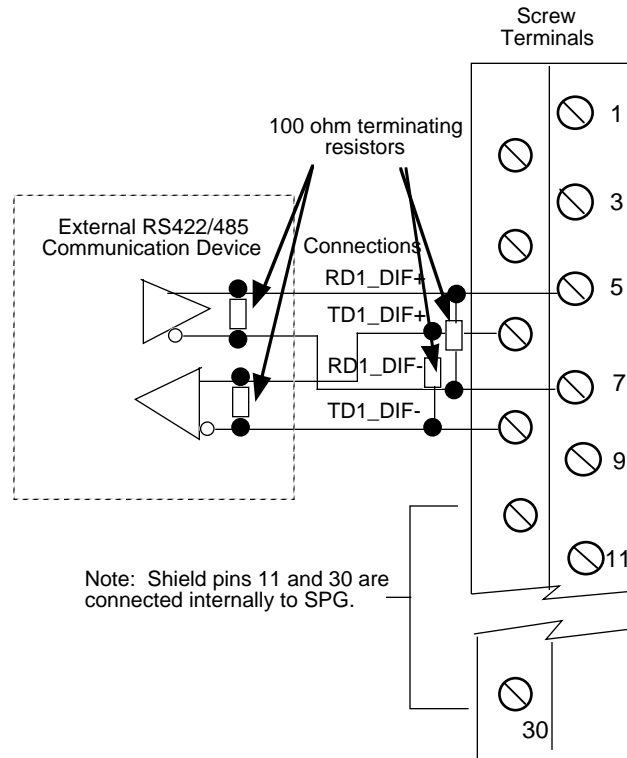 Screw
Terminals
1
100 ohm terminating
resistors
3
External RS422/485
Communication Device
Connections
RD1_DIF+
5
TD1_DIF+
RD1_DIF-
7
TD1_DIF-
9
11
Note: Shield pins 11 and 30 are
connected internally to SPG.
30